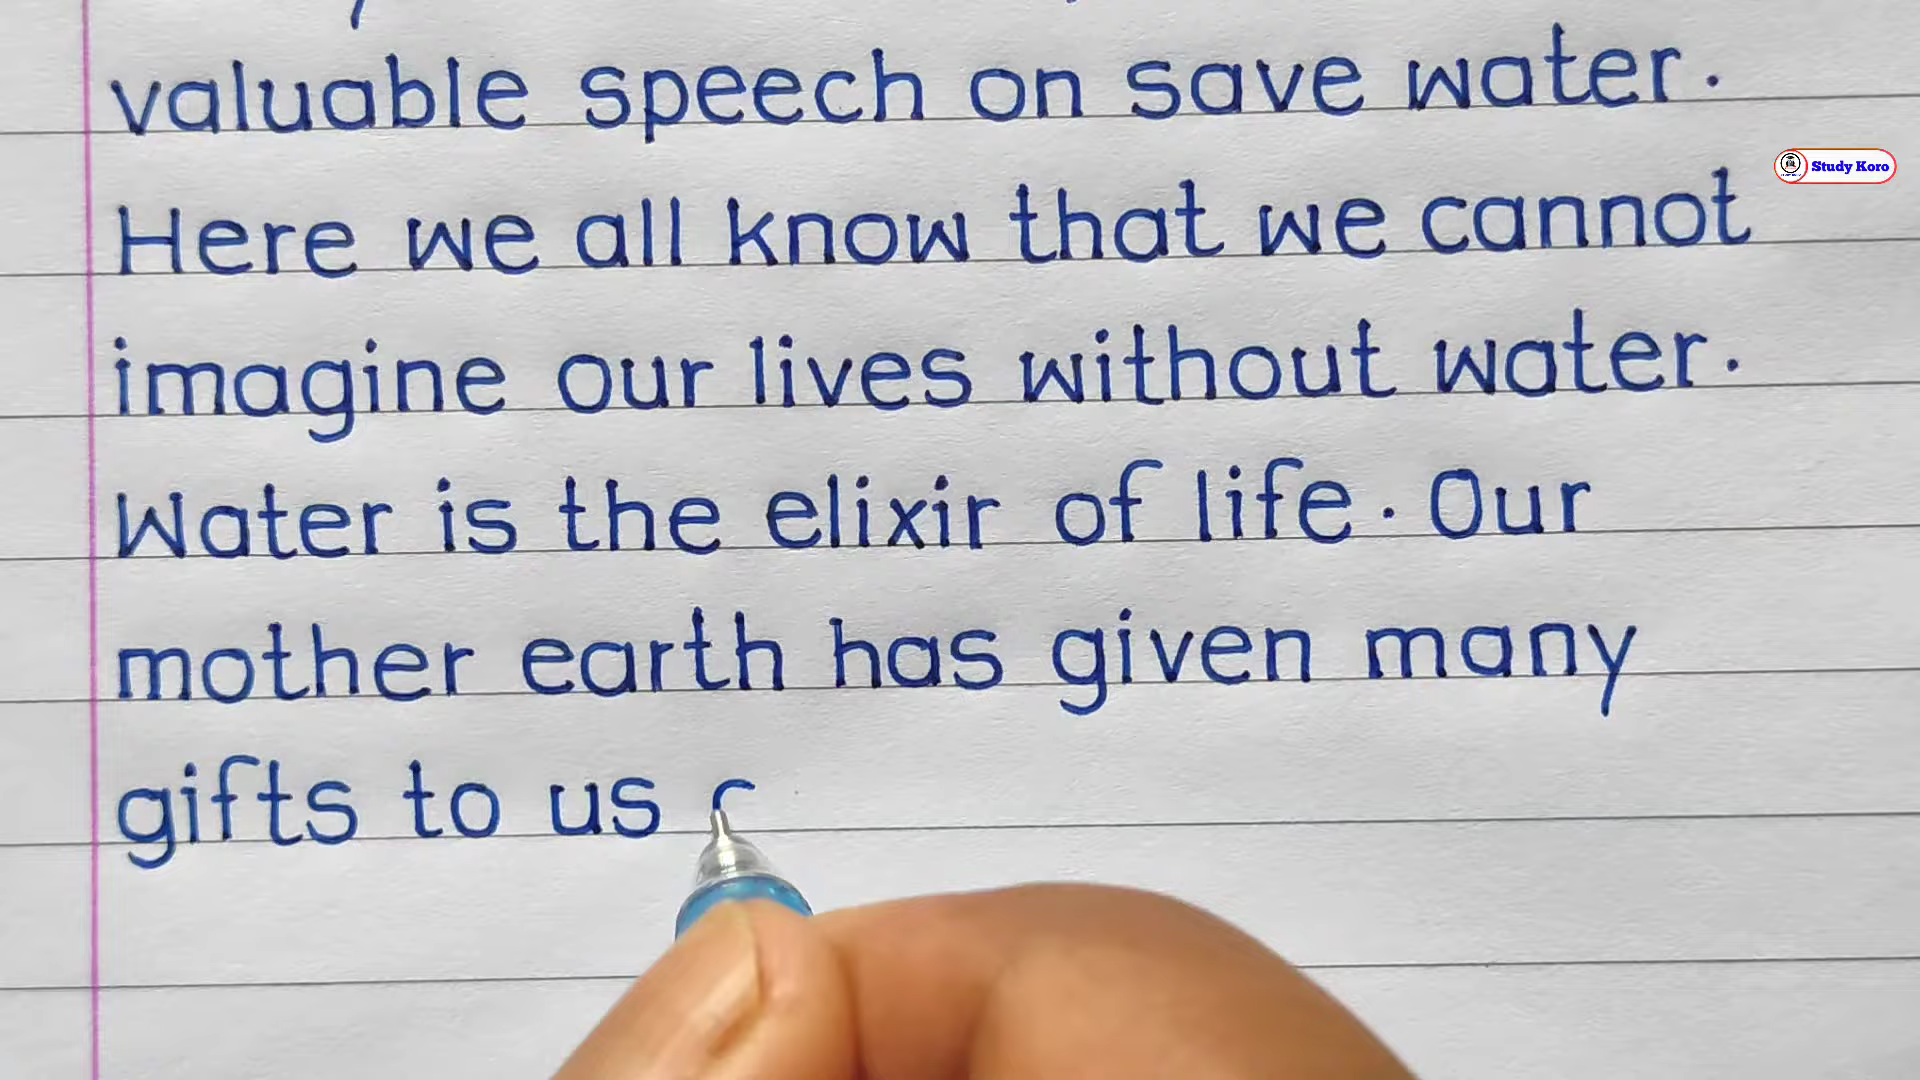 valuable speech on save water.
Study Koro
Here we all know that we cannot
imagine our lives without water.
Water is the elixir of life. Our
mother earth has given many
gifts to us